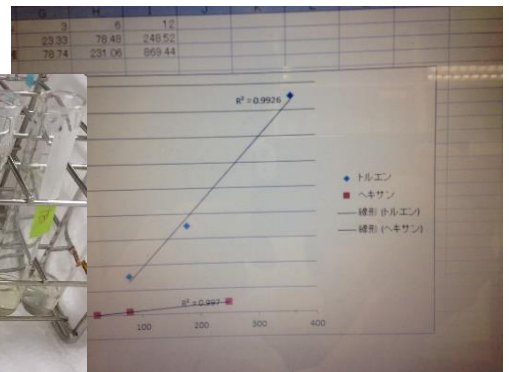 G H I J K L
3 6 12
23.33 78.48 248.52
78.74 231.06 869.44
R² = 0.9926
トルエン
ヘキサン
線形 (トルエン)
線形 (ヘキサン)
R² = 0.997
100 200 300 400